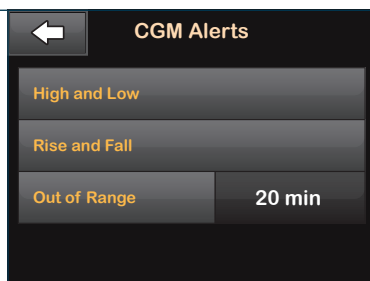 CGM Alerts
High and Low
Rise and Fall
Out of Range 20 min